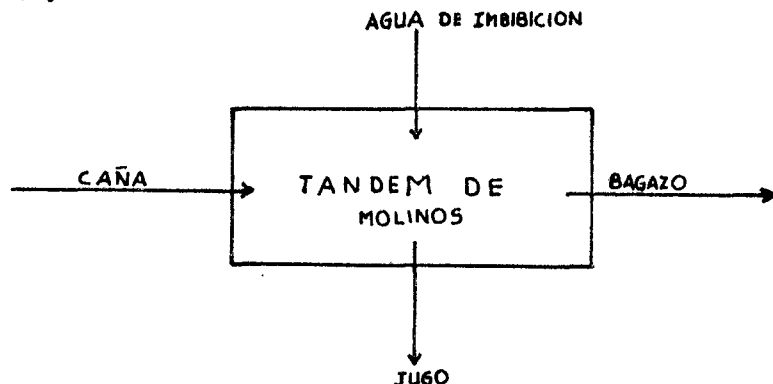 AGUA DE IMBIBICION
CAÑA
TANDEM DE
MOLINOS
BAGAZO
JUGO